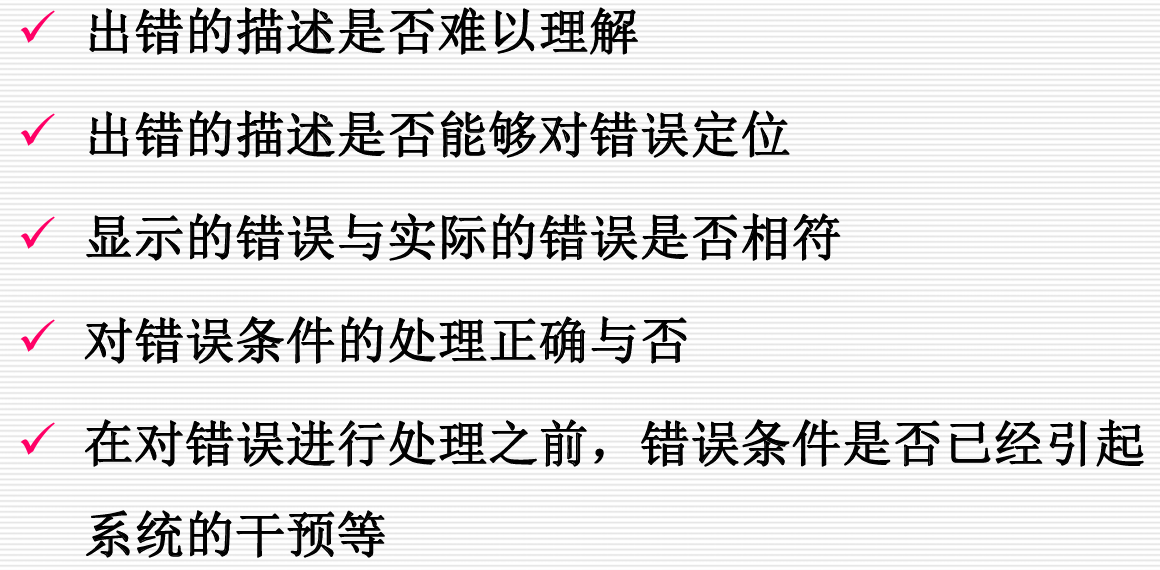 出错的描述是否难以理解
出错的描述是否能够对错误定位
显示的错误与实际的错误是否相符
对错误条件的处理正确与否
在对错误进行处理之前，错误条件是否已经引起
系统的干预等